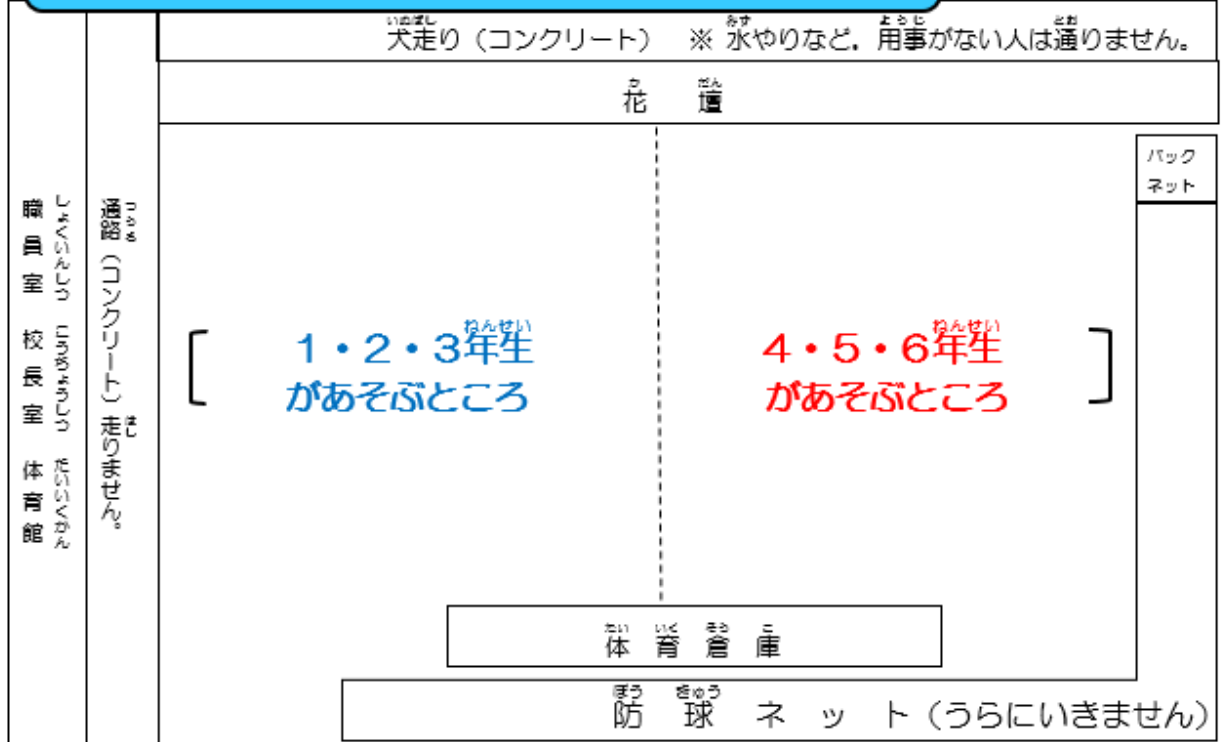 犬走り（コンクリート）　※ 水やりなど．用事がない人は通りません。
花　壇
バック
ネット
職員室　校長室　体育館
通路（コンクリート）走りません。
１・２・３年生
があそぶところ
４・５・６年生
があそぶところ
体育倉庫
防球ネット（うらにいきません）